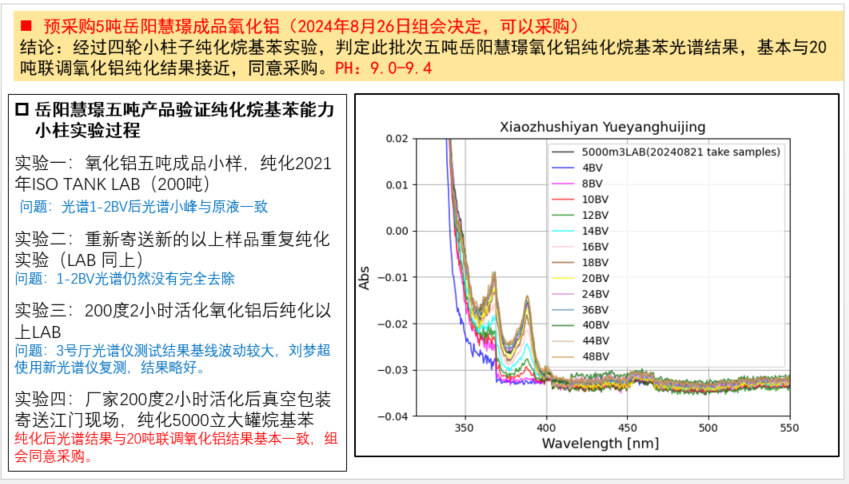 ■ 预采购5吨岳阳慧璟成品氧化铝（2024年8月26日组会决定，可以采购）
结论：经过四轮小柱子纯化烷基苯实验，判定此批次五吨岳阳慧璟氧化铝纯化烷基苯光谱结果，基本与20
吨联调氧化铝纯化结果接近，同意采购。PH：9.0-9.4
岳阳慧璟五吨产品验证纯化烷基苯能力
小柱实验过程
实验一：氧化铝五吨成品小样，纯化2021
年ISO TANK LAB（200吨）
问题：光谱1-2BV后光谱小峰与原液一致
实验二：重新寄送新的以上样品重复纯化
实验（LAB 同上）
问题：1-2BV光谱仍然没有完全去除
实验三：200度2小时活化氧化铝后纯化以
上LAB
问题：3号厅光谱仪测试结果基线波动较大，刘梦超
使用新光谱仪复测，结果略好。
实验四：厂家200度2小时活化后真空包装
寄送江门现场，纯化5000立大罐烷基苯
纯化后光谱结果与20吨联调氧化铝结果基本一致，组
会同意采购。
Xiaozhushiyan Yueyanghuijing
0.02
0.01
0.00
−0.01
−0.02
−0.03
−0.04
Abs
350
400
450
500
550
Wavelength [nm]
5000m3LAB(20240821 take samples)
4BV
8BV
10BV
12BV
14BV
16BV
18BV
20BV
24BV
36BV
40BV
44BV
48BV